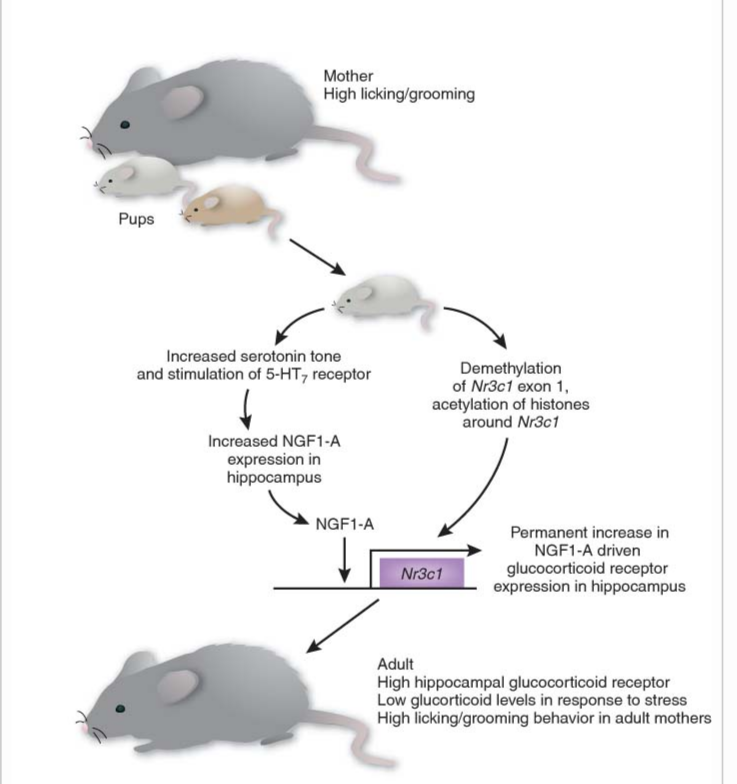 Mother
High licking/grooming
Pups
Increased serotonin tone
and stimulation of 5-HT₇ receptor
Demethylation
of Nr3c1 exon 1,
acetylation of histones
around Nr3c1
Increased NGF1-A
expression in
hippocampus
NGF1-A
Nr3c1
Permanent increase in
NGF1-A driven
glucocorticoid receptor
expression in hippocampus
Adult
High hippocampal glucocorticoid receptor
Low glucorticoid levels in response to stress
High licking/grooming behavior in adult mothers